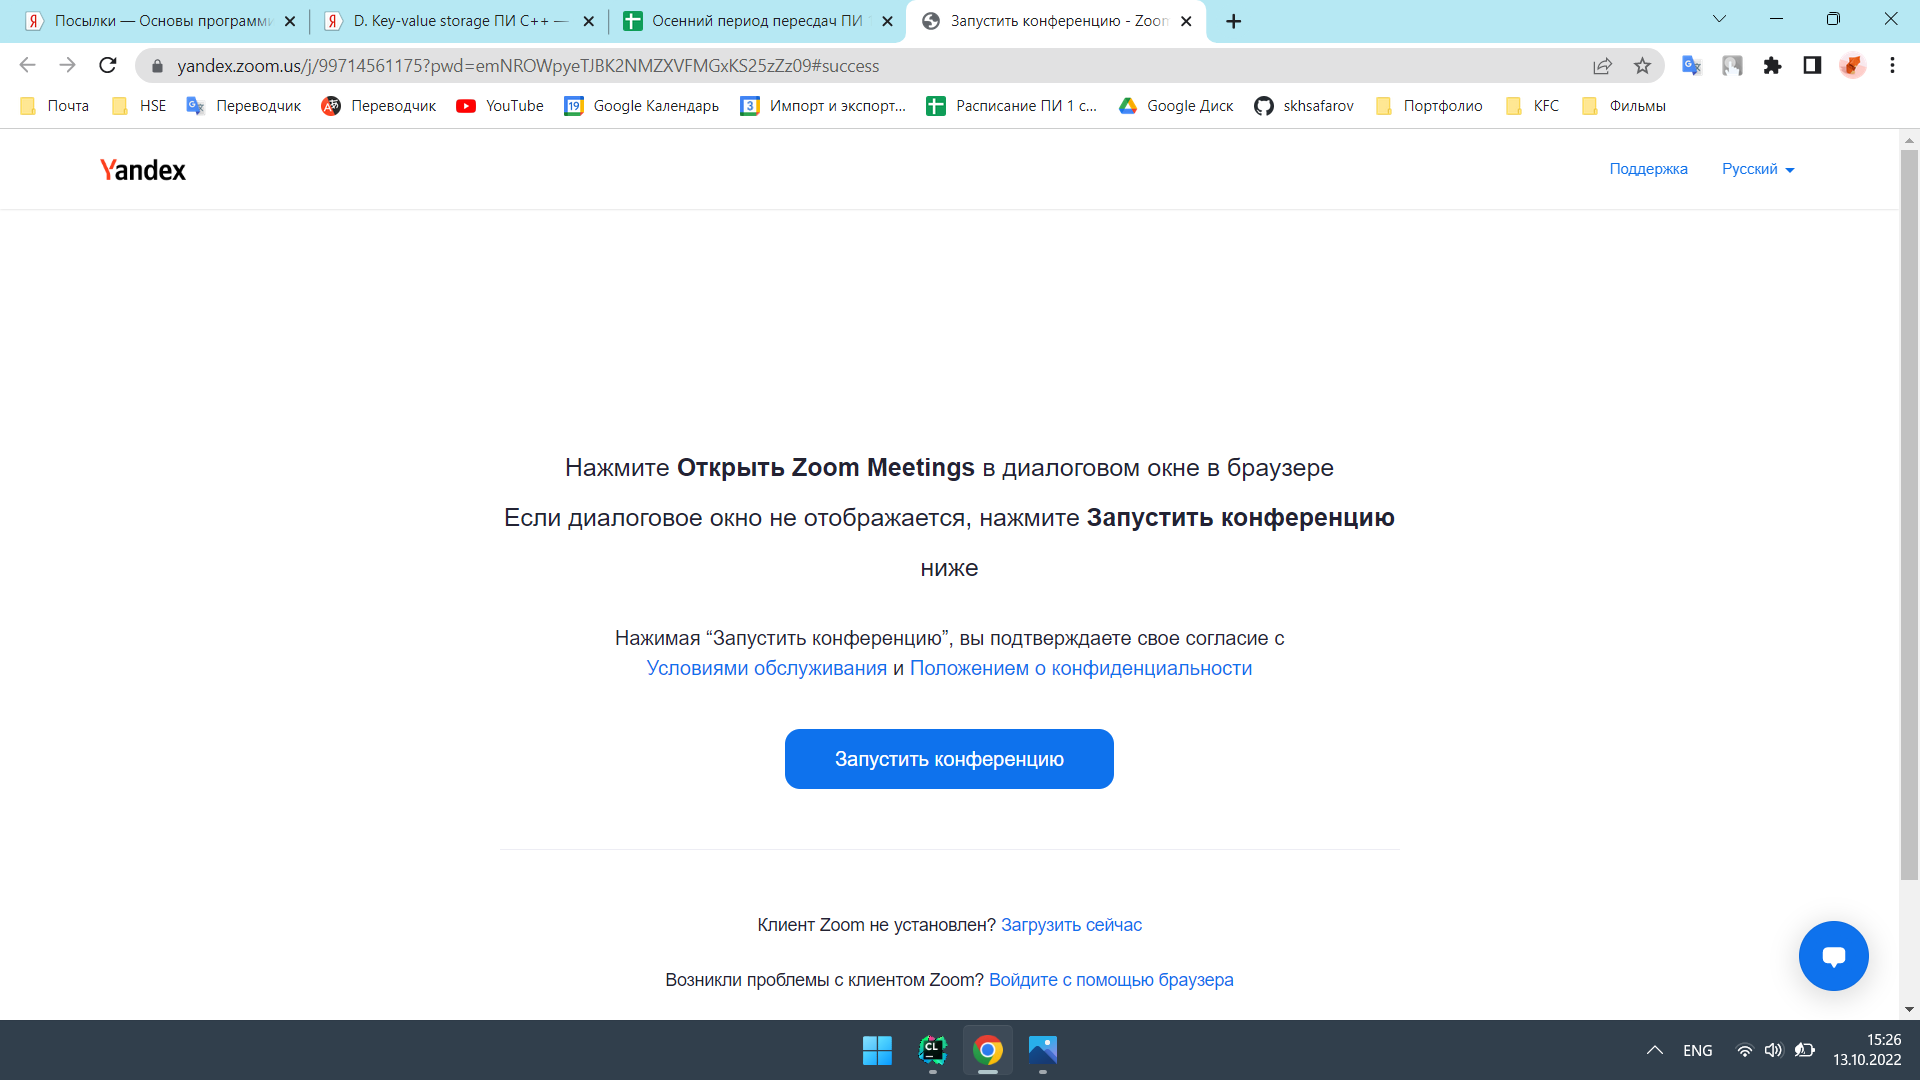 Посылки — Основы программи
D. Key-value storage ПИ C++ —
Осенний период пересдач ПИ
Запустить конференцию - Zoom
yandex.zoom.us/j/99714561175?pwd=emNROWpyeTJBK2NMZXVFMGxKS25zZz09#success
Почта
HSE
Переводчик
Переводчик
YouTube
Google Календарь
Импорт и экспорт...
Расписание ПИ 1 с...
Google Диск
skhsafarov
Портфолио
KFC
Фильмы
Yandex
Поддержка
Русский
Нажмите Открыть Zoom Meetings в диалоговом окне в браузере
Если диалоговое окно не отображается, нажмите Запустить конференцию
ниже
Нажимая “Запустить конференцию”, вы подтверждаете свое согласие с
Условиями обслуживания и Положением о конфиденциальности
Запустить конференцию
Клиент Zoom не установлен? Загрузить сейчас
Возникли проблемы с клиентом Zoom? Войдите с помощью браузера
ENG
15:26
13.10.2022